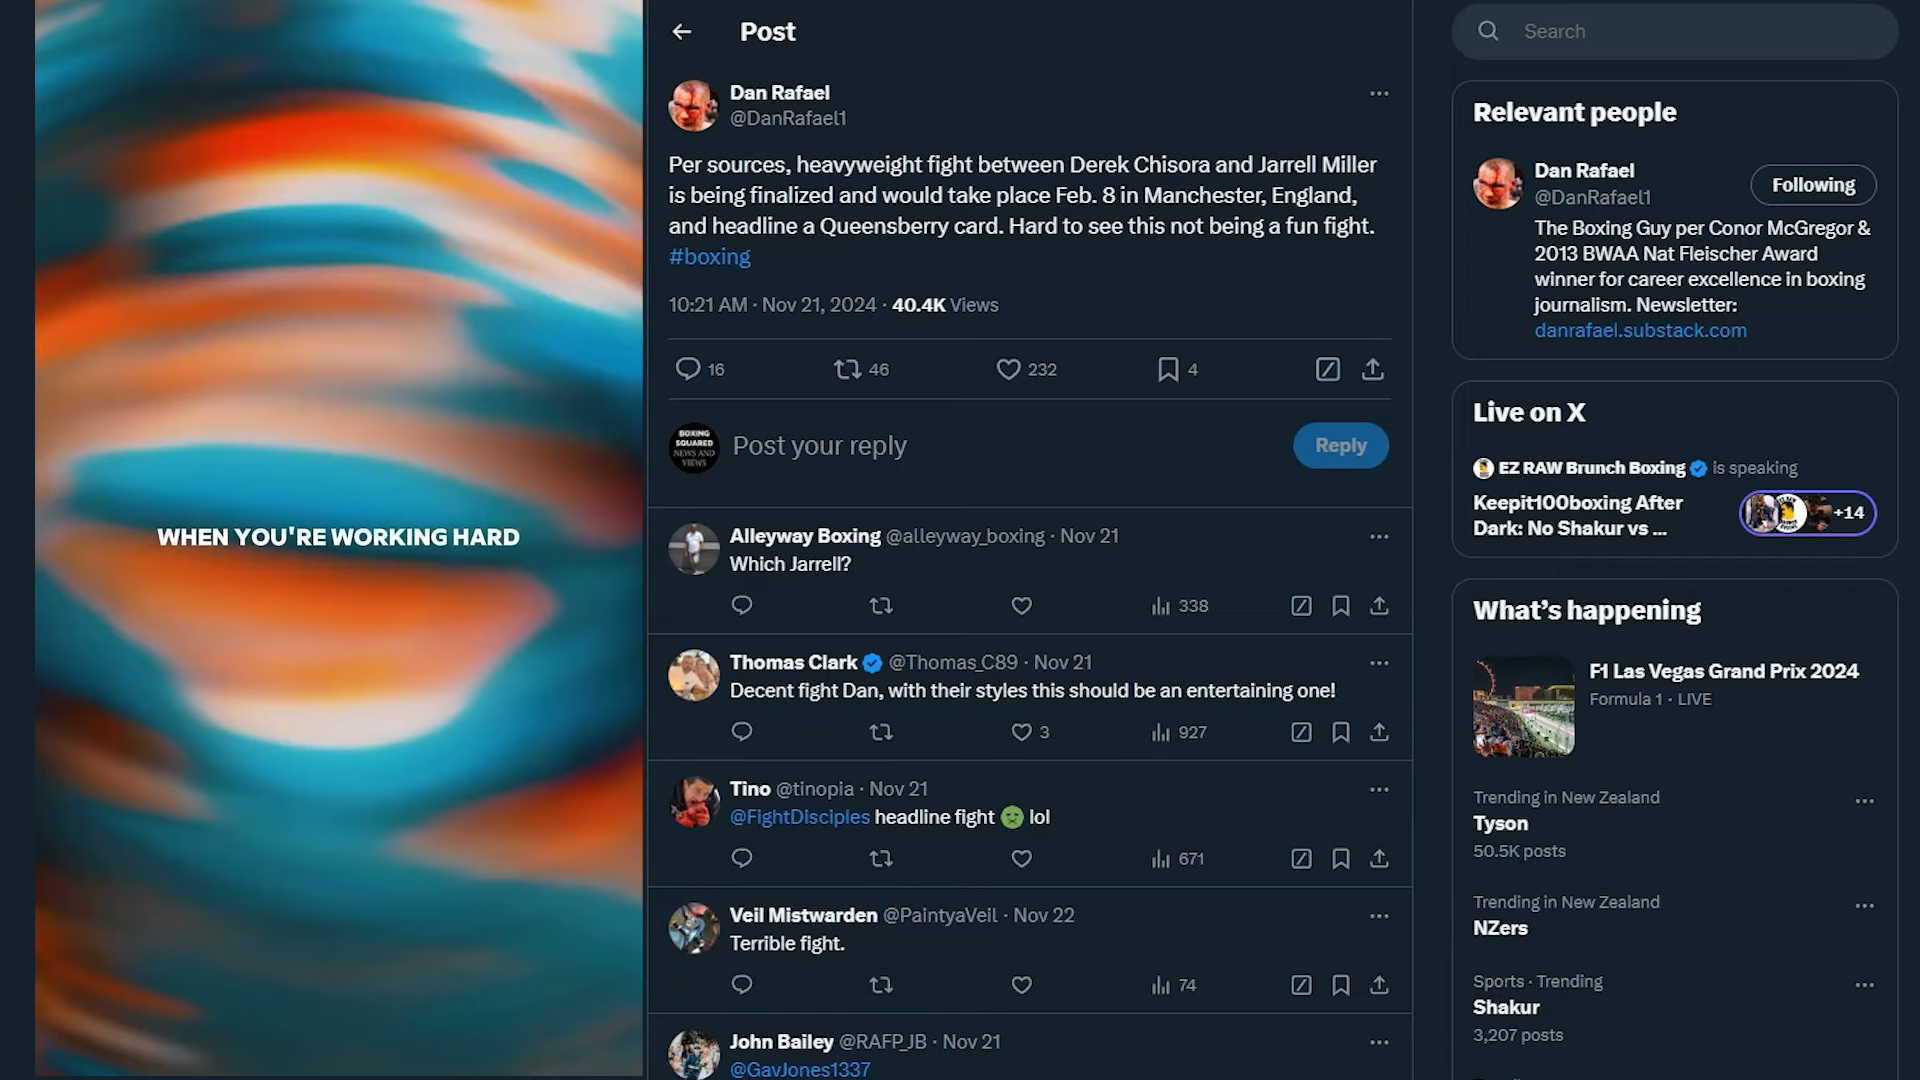 WHEN YOU'RE WORKING HARD
Post
Dan Rafael
@DanRafael1
Per sources, heavyweight fight between Derek Chisora and Jarrell Miller
is being finalized and would take place Feb. 8 in Manchester, England,
and headline a Queensberry card. Hard to see this not being a fun fight.
#boxing
10:21 AM · Nov 21, 2024 · 40.4K Views
16 46 232 4
BOXING
SQUARED
NEWS AND
VIEWS
Post your reply
Reply
Alleyway Boxing @alleyway_boxing · Nov 21
Which Jarrell?
338
Thomas Clark @Thomas_C89 · Nov 21
Decent fight Dan, with their styles this should be an entertaining one!
3 927
Tino @tinopia · Nov 21
@FightDisciples headline fight 🤢 lol
671
Veil Mistwarden @PaintyaVeil · Nov 22
Terrible fight.
74
John Bailey @RAFP_JB · Nov 21
@GavJones1337
Search
Relevant people
Dan Rafael
@DanRafael1
Following
The Boxing Guy per Conor McGregor &
2013 BWAA Nat Fleischer Award
winner for career excellence in boxing
journalism. Newsletter:
danrafael.substack.com
Live on X
EZ RAW Brunch Boxing is speaking
Keepit100boxing After
Dark: No Shakur vs ...
+14
What's happening
F1 Las Vegas Grand Prix 2024
Formula 1 · LIVE
Trending in New Zealand
Tyson
50.5K posts
Trending in New Zealand
NZers
Sports · Trending
Shakur
3,207 posts